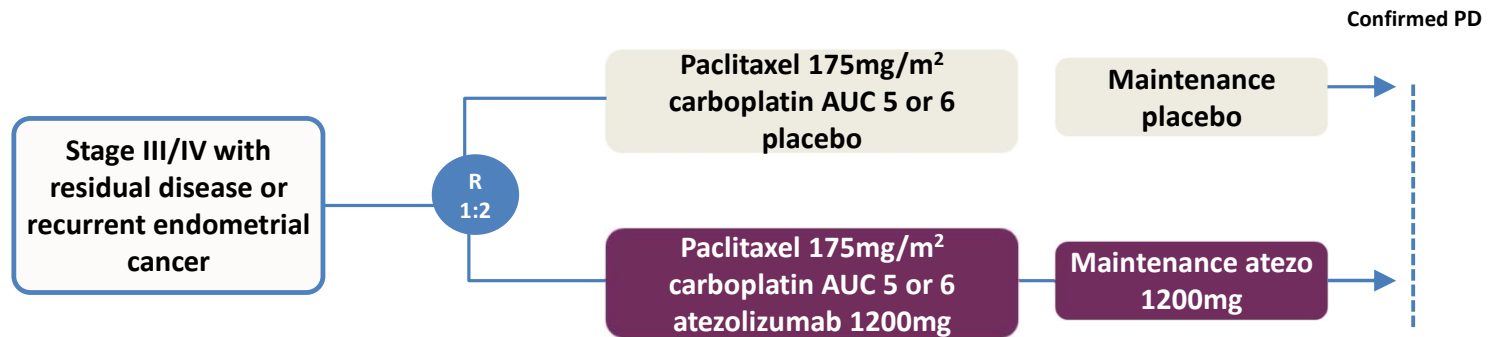 Confirmed PD
Stage III/IV with
residual disease or
recurrent endometrial
cancer
R
1:2
Paclitaxel 175mg/m²
carboplatin AUC 5 or 6
placebo
Maintenance
placebo
Paclitaxel 175mg/m²
carboplatin AUC 5 or 6
atezolizumab 1200mg
Maintenance atezo
1200mg